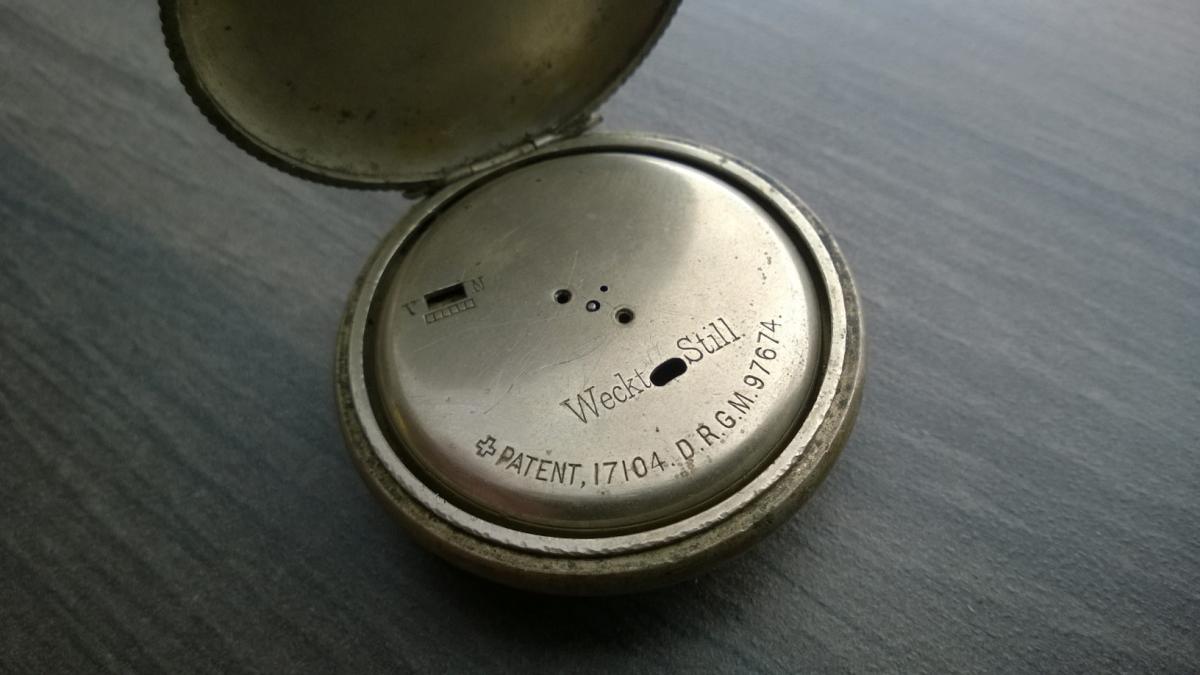 V N
Weckt Still.
✚ PATENT, 17104. D.R.G.M. 97674.